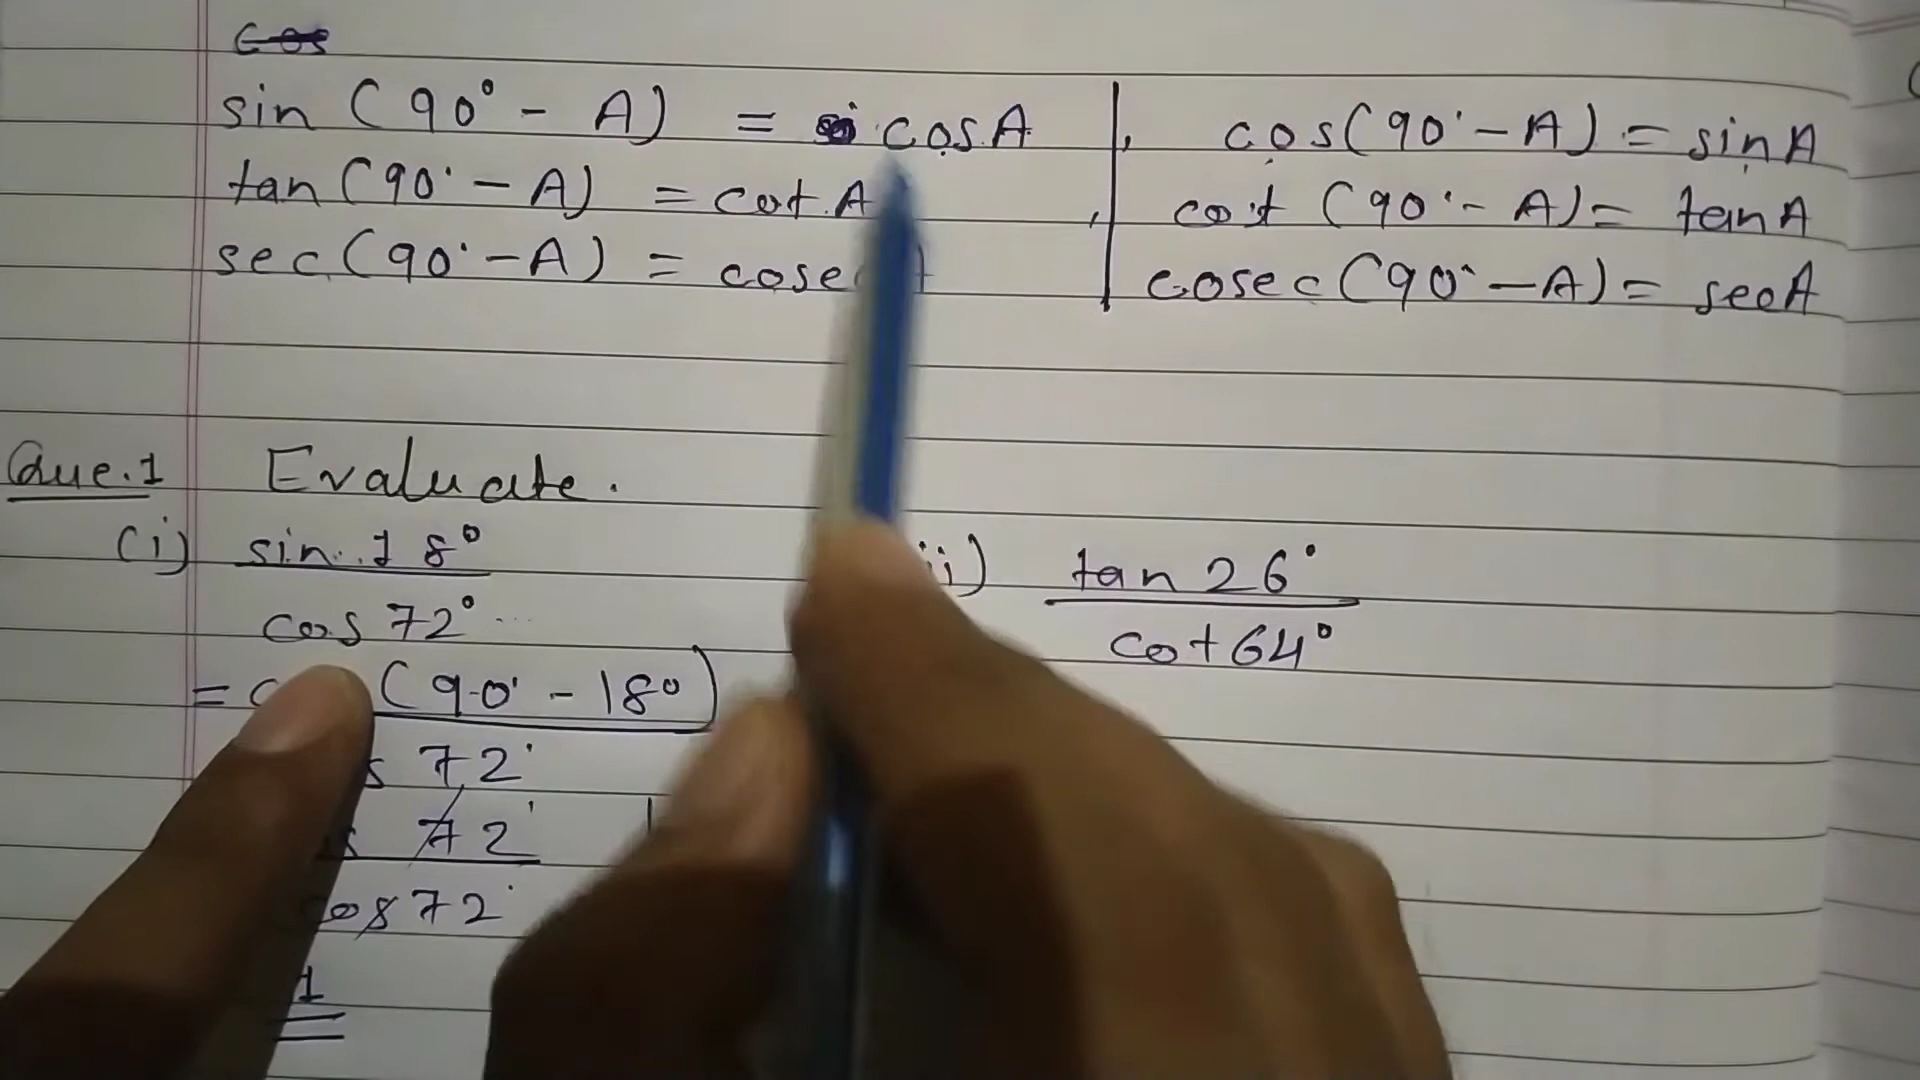 sin (90° - A) = cos A , cos(90° - A) = sin A
tan (90° - A) = cot A , cot (90° - A) = tan A
sec (90° - A) = A cosec (90° - A) = sec A
Que.1 Evaluate.
(i) sin 18° tan 26°
cos 72° cot 64°
= (90° - 18°)
72°
72°
cos 72°
1